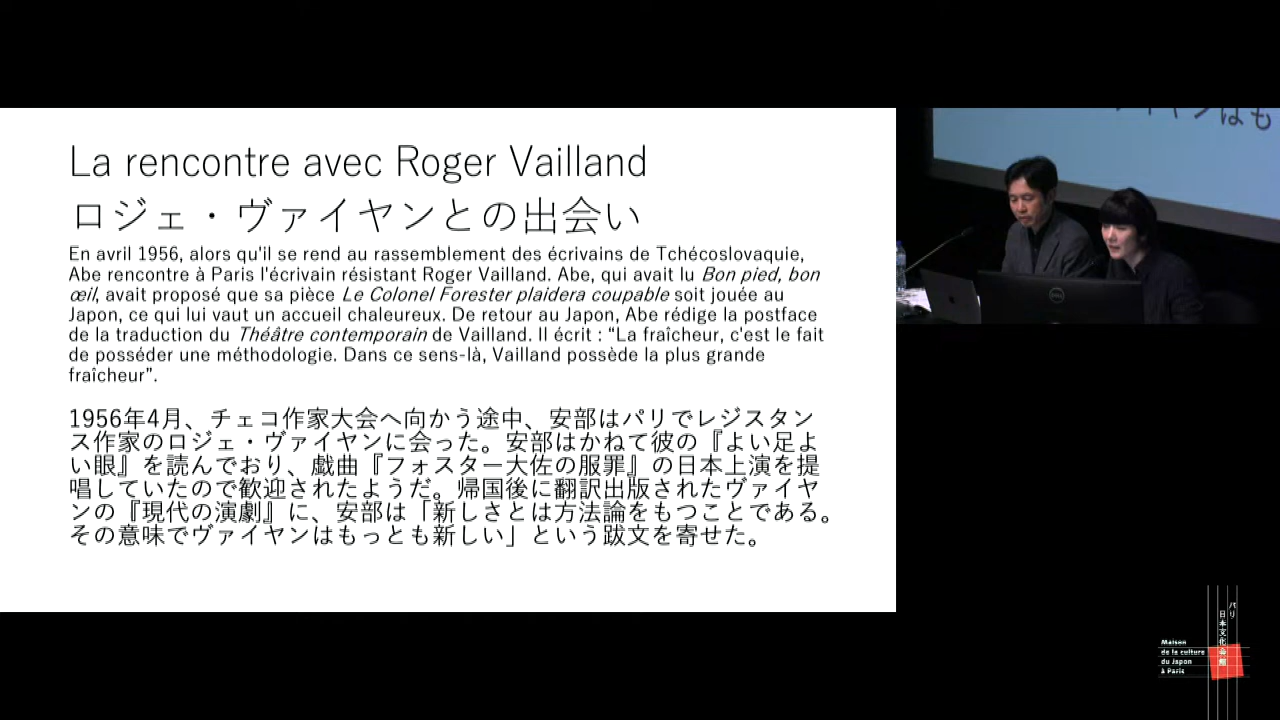 La rencontre avec Roger Vailland
ロジェ・ヴァイヤンとの出会い
En avril 1956, alors qu'il se rend au rassemblement des écrivains de Tchécoslovaquie,
Abe rencontre à Paris l'écrivain résistant Roger Vailland. Abe, qui avait lu Bon pied, bon
œil, avait proposé que sa pièce Le Colonel Forester plaidera coupable soit jouée au
Japon, ce qui lui vaut un accueil chaleureux. De retour au Japon, Abe rédige la postface
de la traduction du Théâtre contemporain de Vailland. Il écrit : “La fraîcheur, c'est le fait
de posséder une méthodologie. Dans ce sens-là, Vailland possède la plus grande
fraîcheur”.
1956年4月、チェコ作家大会へ向かう途中、安部はパリでレジスタン
ス作家のロジェ・ヴァイヤンに会った。安部はかねて彼の『よい足よ
い眼』を読んでおり、戯曲『フォスター大佐の服罪』の日本上演を提
唱していたので歓迎されたようだ。帰国後に翻訳出版されたヴァイヤ
ンの『現代の演劇』に、安部は「新しさとは方法論をもつことである。
その意味でヴァイヤンはもっとも新しい」という跋文を寄せた。
ヤンはも
DELL
パリ
日本文化会館
Maison
de la culture
du Japon
à Paris